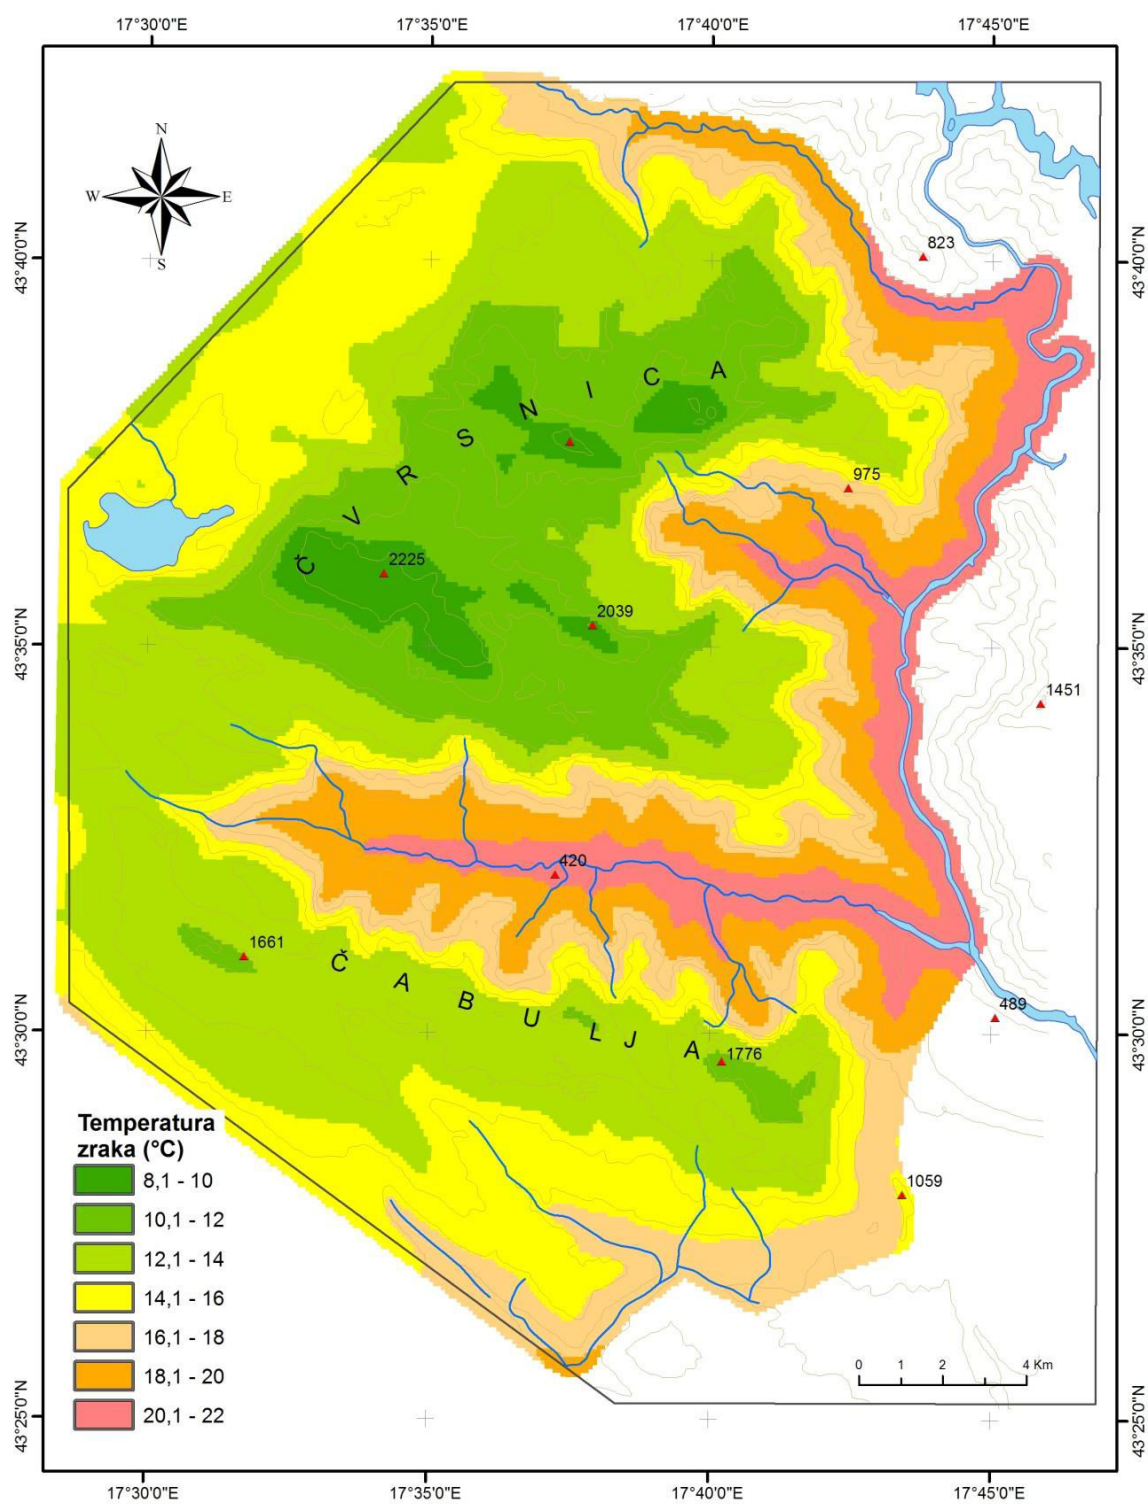 17°30'0"E
17°35'0"E
17°40'0"E
17°45'0"E
N
W
E
S
43°40'0"N
43°40'0"N
823
ČVRSNICA
975
2225
2039
43°35'0"N
43°35'0"N
1451
420
1661
ČABULJA
489
43°30'0"N
43°30'0"N
1776
Temperatura
zraka (°C)
8,1 - 10
10,1 - 12
12,1 - 14
14,1 - 16
16,1 - 18
18,1 - 20
20,1 - 22
1059
0 1 2 4 Km
43°25'0"N
43°25'0"N
17°30'0"E
17°35'0"E
17°40'0"E
17°45'0"E